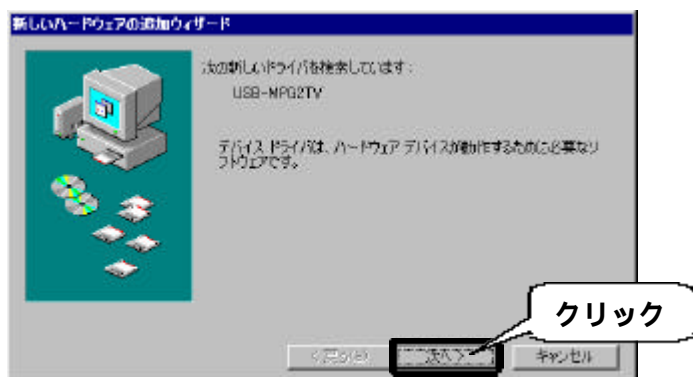 新しいハードウェアの追加ウィザード
次の新しいドライバを検索しています:
USB-MPG2TV
デバイス ドライバは、ハードウェア デバイスが動作するために必要なソ
フトウェアです。
クリック
< 戻る(B)
次へ >
キャンセル